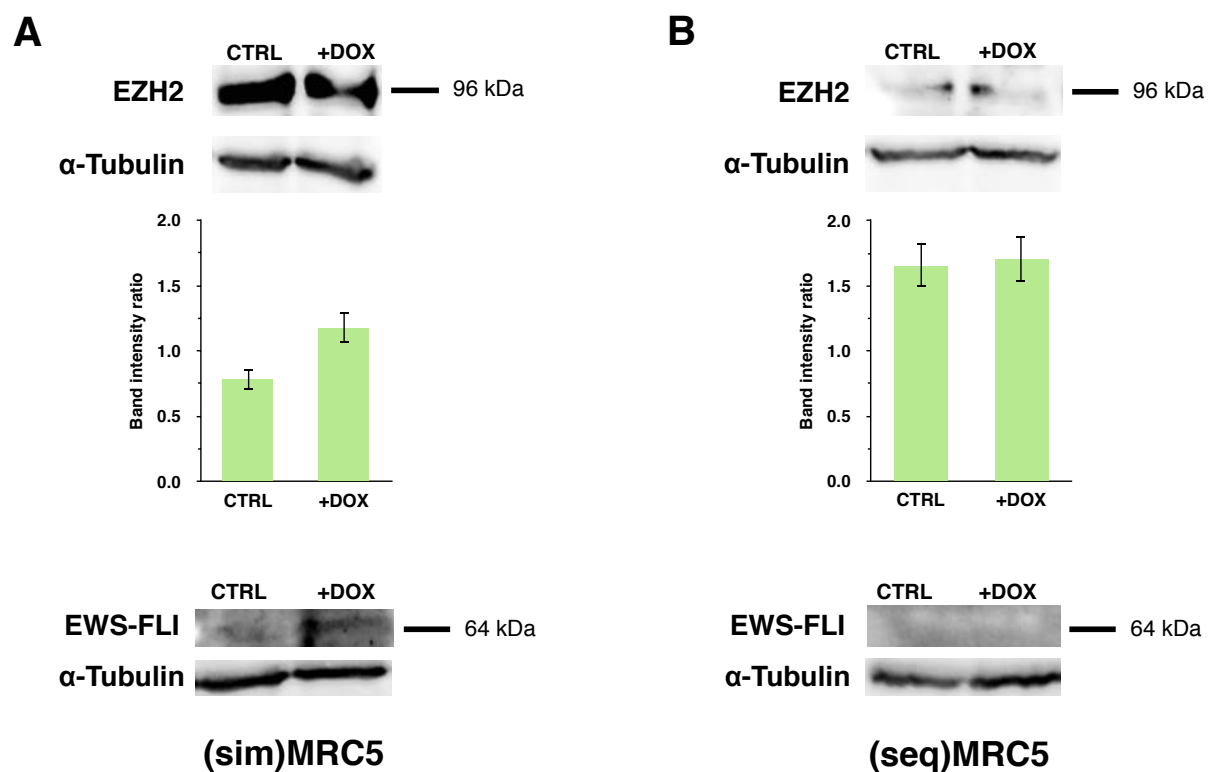 A
CTRL +DOX
EZH2
96 kDa
α-Tubulin
2.0
1.5
1.0
0.5
0.0
Band intensity ratio
CTRL +DOX
CTRL +DOX
EWS-FLI
64 kDa
α-Tubulin
(sim)MRC5
B
CTRL +DOX
EZH2
96 kDa
α-Tubulin
2.0
1.5
1.0
0.5
0.0
Band intensity ratio
CTRL +DOX
CTRL +DOX
EWS-FLI
64 kDa
α-Tubulin
(seq)MRC5